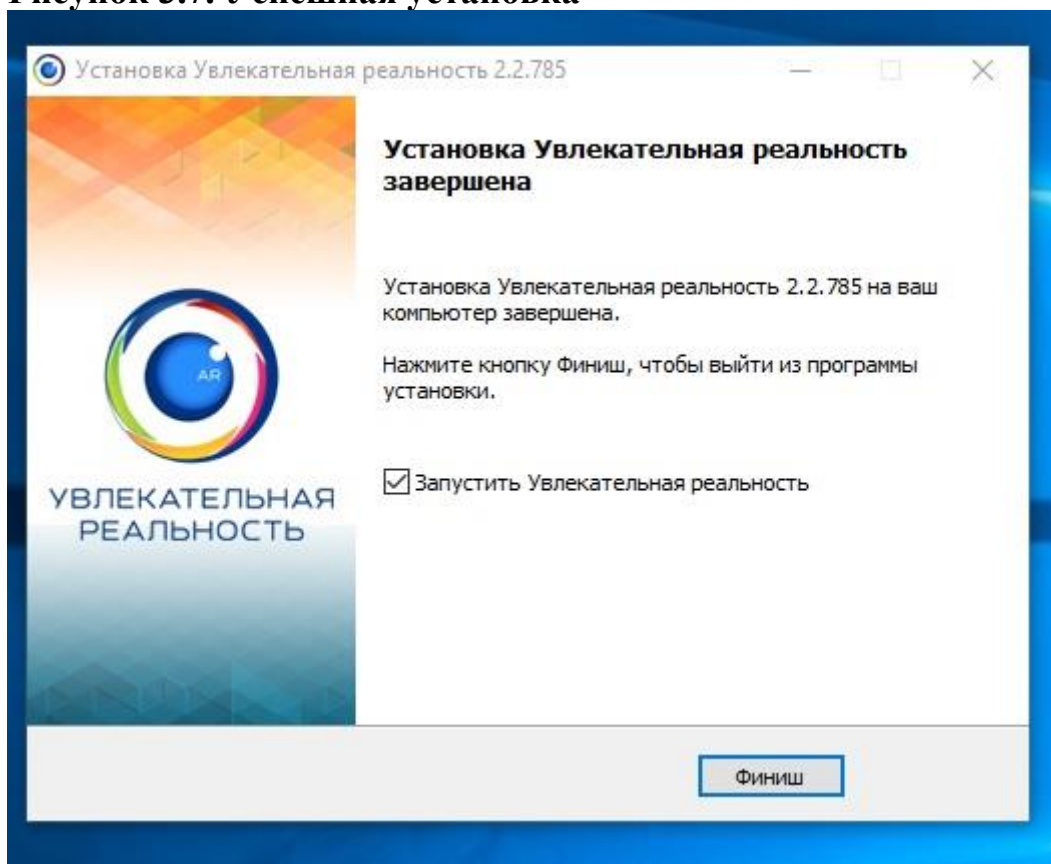 установка
Установка Увлекательная реальность 2.2.785
Установка Увлекательная реальность
завершена
Установка Увлекательная реальность 2.2.785 на ваш
компьютер завершена.
Нажмите кнопку Финиш, чтобы выйти из программы
установки.
Запустить Увлекательная реальность
AR
УВЛЕКАТЕЛЬНАЯ
РЕАЛЬНОСТЬ
Финиш